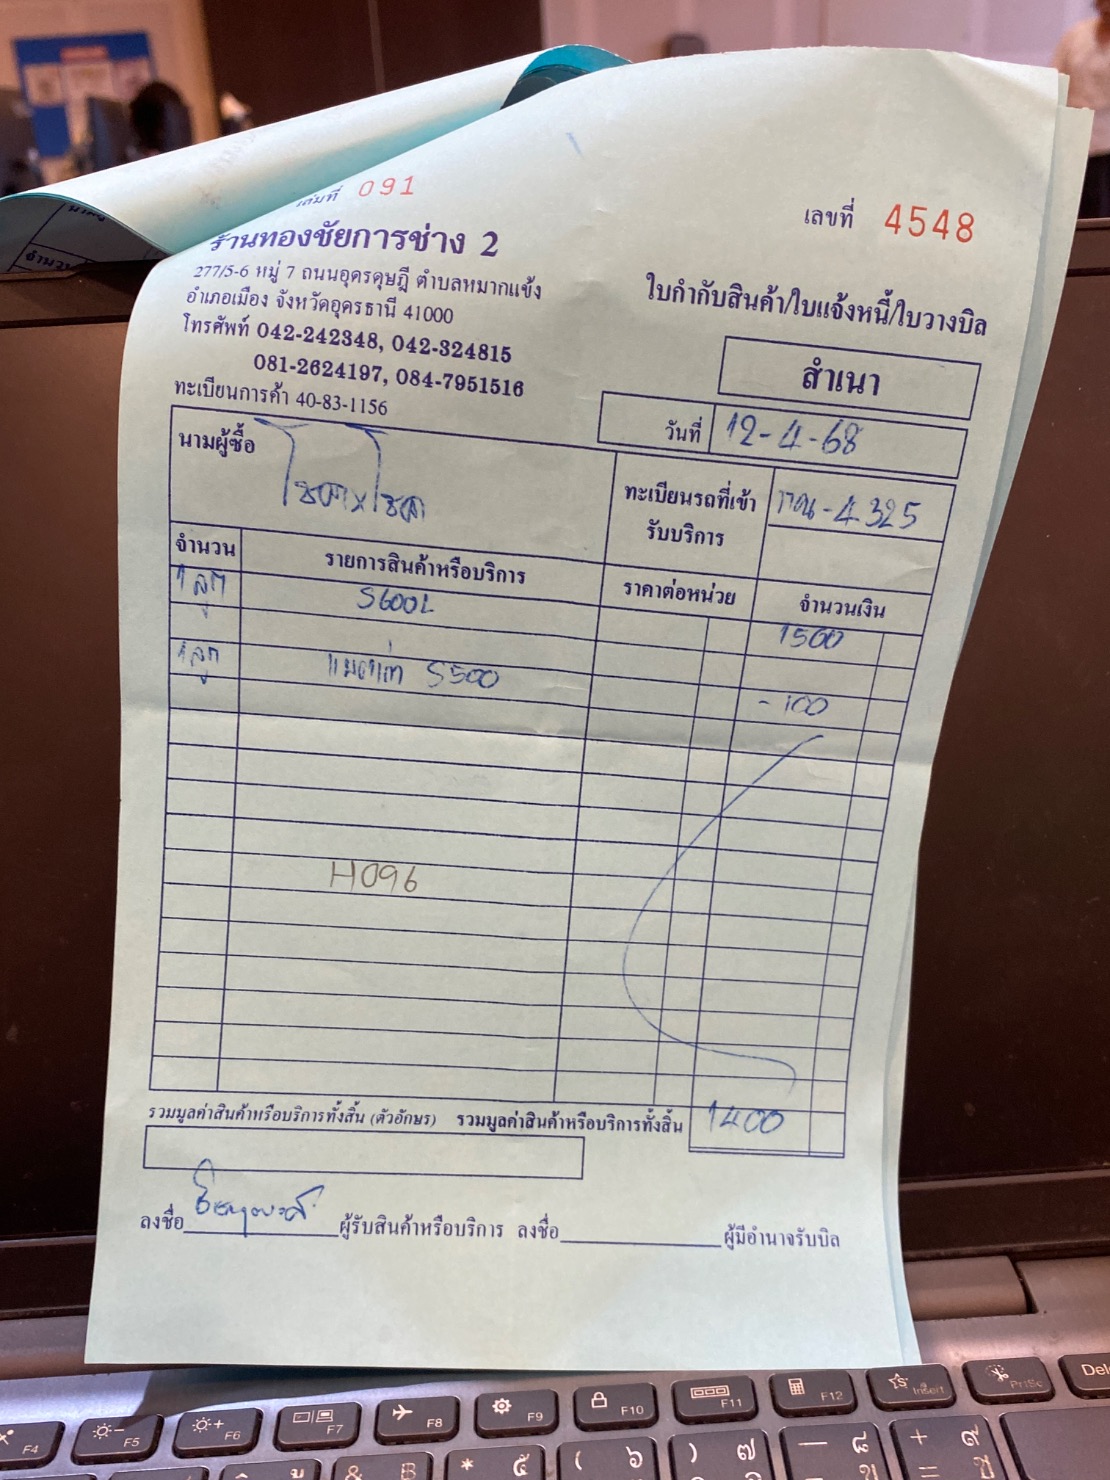 เล่มที่ 091
เลขที่ 4548
ร้านทองชัยการช่าง 2
277/5-6 หมู่ 7 ถนนอุดรดุษฎี ตำบลหมากแข้ง
อำเภอเมือง จังหวัดอุดรธานี 41000
โทรศัพท์ 042-242348, 042-324815
081-2624197, 084-7951516
ทะเบียนการค้า 40-83-1156
ใบกำกับสินค้า/ใบแจ้งหนี้/ใบวางบิล
สำเนา
วันที่ 12-4-68
นามผู้ซื้อ
ทะเบียนรถที่เข้ารับบริการ -4325
จำนวน รายการสินค้าหรือบริการ ราคาต่อหน่วย จำนวนเงิน
1 ลูก S600L 1500
1 ลูก S500 -100
H096
รวมมูลค่าสินค้าหรือบริการทั้งสิ้น (ตัวอักษร) รวมมูลค่าสินค้าหรือบริการทั้งสิ้น 1400
ลงชื่อ ผู้รับสินค้าหรือบริการ ลงชื่อ ผู้มีอำนาจรับบิล
F4 F5 F6 F7 F8 F9 F10 F11 F12 Insert PrtSc Del
& ฿ * ๕ ( ๖ ) ๗ — ๘ + ๙